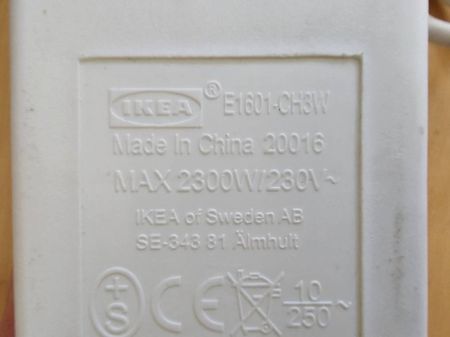 IKEA® E1601-CH3W
Made In China 20016
MAX 2300W/230V~
IKEA of Sweden AB
SE-343 81 Älmhult
+S CE 10/250~